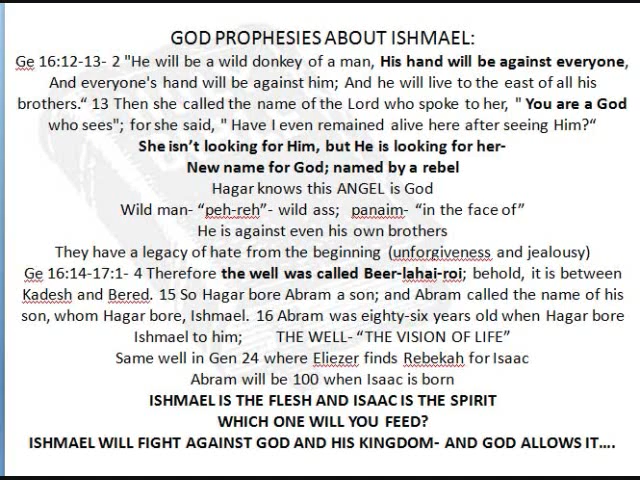 GOD PROPHESIES ABOUT ISHMAEL:
Ge 16:12-13- 2 "He will be a wild donkey of a man, His hand will be against everyone,
And everyone's hand will be against him; And he will live to the east of all his
brothers.“ 13 Then she called the name of the Lord who spoke to her, " You are a God
who sees"; for she said, " Have I even remained alive here after seeing Him?“
She isn’t looking for Him, but He is looking for her-
New name for God; named by a rebel
Hagar knows this ANGEL is God
Wild man- “peh-reh”- wild ass;   panaim- “in the face of”
He is against even his own brothers
They have a legacy of hate from the beginning (unforgiveness and jealousy)
Ge 16:14-17:1- 4 Therefore the well was called Beer-lahai-roi; behold, it is between
Kadesh and Bered. 15 So Hagar bore Abram a son; and Abram called the name of his
son, whom Hagar bore, Ishmael. 16 Abram was eighty-six years old when Hagar bore
Ishmael to him;        THE WELL- “THE VISION OF LIFE”
Same well in Gen 24 where Eliezer finds Rebekah for Isaac
Abram will be 100 when Isaac is born
ISHMAEL IS THE FLESH AND ISAAC IS THE SPIRIT
WHICH ONE WILL YOU FEED?
ISHMAEL WILL FIGHT AGAINST GOD AND HIS KINGDOM- AND GOD ALLOWS IT….